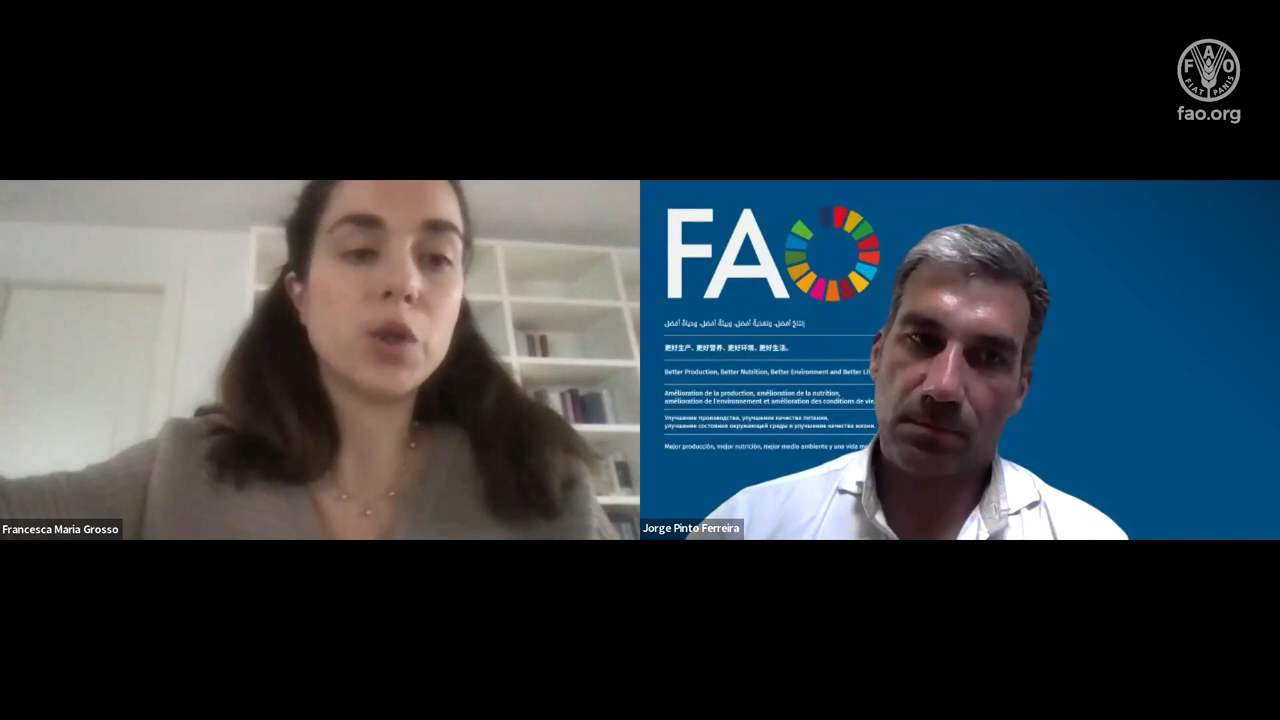 FAO
FIAT PANIS
fao.org
FAO
إنتاجٌ أفضل، وتغذيةٌ أفضل، وبيئةٌ أفضل، وحياةٌ أفضل.
更好生产、更好营养、更好环境、更好生活。
Better Production, Better Nutrition, Better Environment and Better Li
Amélioration de la production, amélioration de la nutrition,
amélioration de l'environnement et amélioration des conditions de vie.
Улучшение производства, улучшение качества питания,
улучшение состояния окружающей среды и улучшение качества жизни.
Mejor producción, mejor nutrición, mejor medio ambiente y una vida me
Francesca Maria Grosso
Jorge Pinto Ferreira